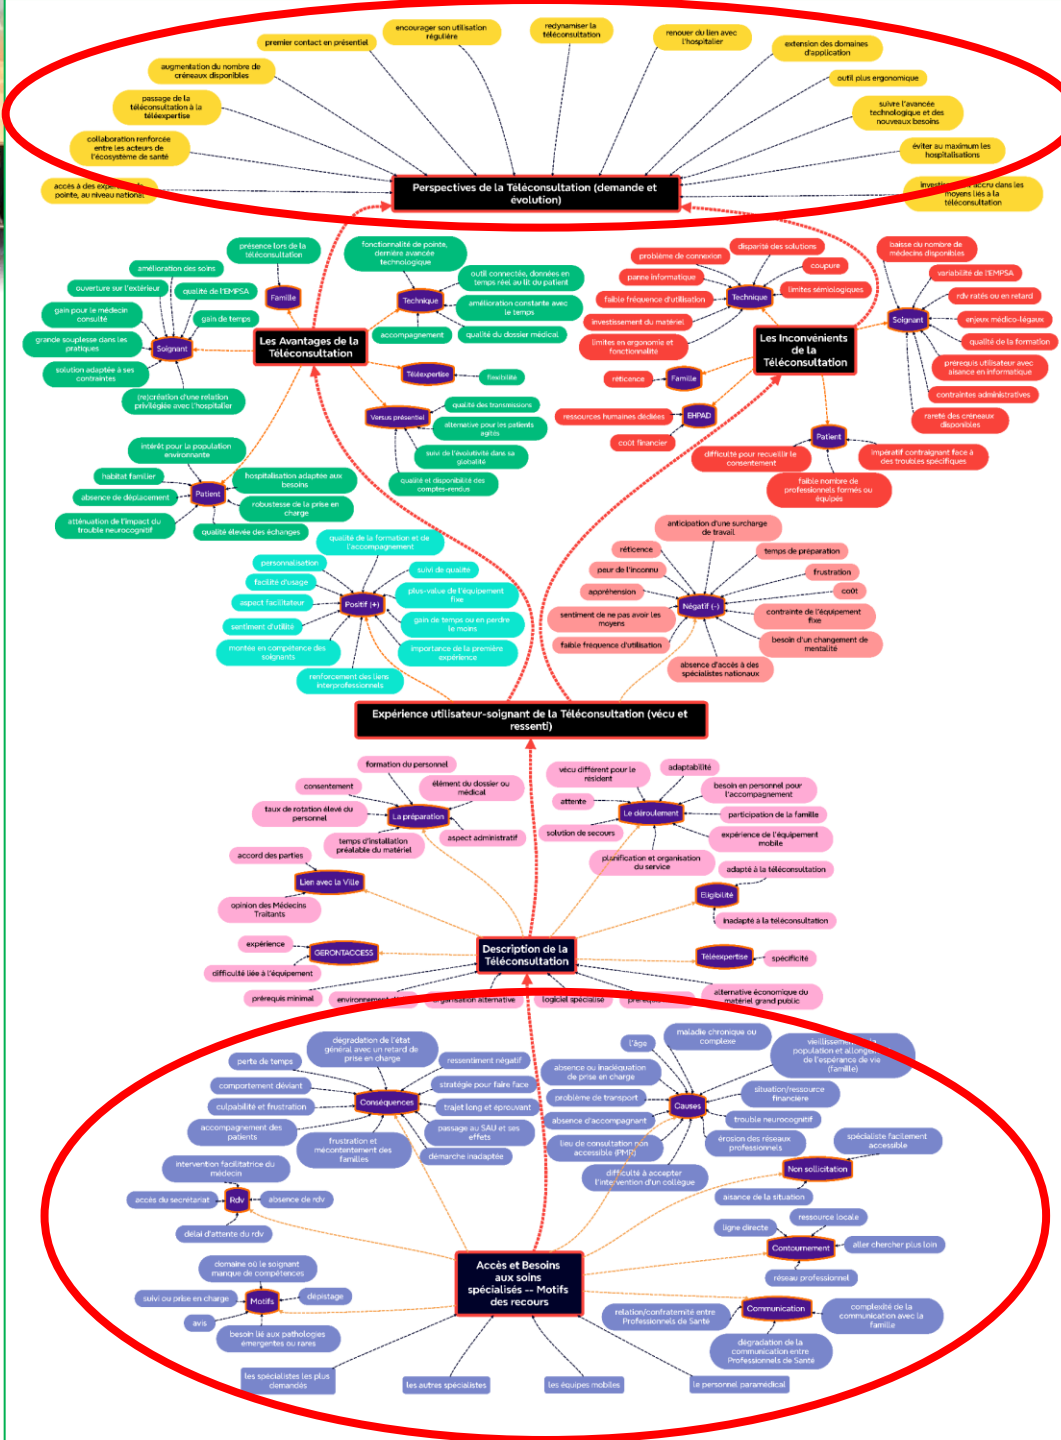 encourager son utilisation
régulière
redynamiser la
téléconsultation
renouer du lien avec
l'hospitalier
premier contact en présentiel
extension des domaines
d'application
augmentation du nombre de
créneaux disponibles
outil plus ergonomique
passage de la
téléconsultation à la
téléexpertise
suivre l'avancée
technologique et des
nouveaux besoins
collaboration renforcée
entre les acteurs de
l'écosystème de santé
éviter au maximum les
hospitalisations
accès à des
pointe, au niveau national
Perspectives de la Téléconsultation (demande et
évolution)
accru dans les
moyens liés à la
téléconsultation
présence lors de la
téléconsultation
Famille
amélioration des soins
ouverture sur l'extérieur
qualité de l'EMPSA
gain pour le médecin
consulté
gain de temps
grande souplesse dans les
pratiques
Soignant
solution adaptée à ses
contraintes
(re)création d'une relation
privilégiée avec l'hospitalier
Les Avantages de la
Téléconsultation
fonctionnalité de pointe,
dernière avancée
technologique
outil connectée, données en
temps réel au lit du patient
Technique
amélioration constante avec
le temps
accompagnement
qualité du dossier médical
Téléexpertise
flexibilité
Versus présentiel
qualité des transmissions
alternative pour les patients
agités
suivi de l'évolutivité dans sa
globalité
qualité et disponibilité des
comptes-rendus
intérêt pour la population
environnante
habitat familier
hospitalisation adaptée aux
besoins
absence de déplacement
Patient
robustesse de la prise en
charge
atténuation de l'impact du
trouble neurocognitif
qualité élevée des échanges
disparité des solutions
problème de connexion
coupure
panne informatique
faible fréquence d'utilisation
Technique
limites sémiologiques
investissement du matériel
limites en ergonomie et
fonctionnalité
Les Inconvénients
de la
Téléconsultation
réticence
Famille
ressources humaines dédiées
EHPAD
coût financier
baisse du nombre de
médecins disponibles
variabilité de l'EMPSA
rdv ratés ou en retard
Soignant
enjeux médico-légaux
qualité de la formation
prérequis utilisateur avec
aisance en informatique
contraintes administratives
rareté des créneaux
disponibles
Patient
difficulté pour recueillir le
consentement
impératif contraignant face à
des troubles spécifiques
faible nombre de
professionnels formés ou
équipés
qualité de la formation et de
l'accompagnement
personnalisation
suivi de qualité
facilité d'usage
plus-value de l'équipement
fixe
aspect facilitateur
Positif (+)
gain de temps ou en perdre
le moins
sentiment d'utilité
montée en compétence des
soignants
importance de la première
expérience
renforcement des liens
interprofessionnels
anticipation d'une surcharge
de travail
réticence
temps de préparation
peur de l'inconnu
frustration
appréhension
coût
sentiment de ne pas avoir les
moyens
Négatif (-)
contrainte de l'équipement
fixe
faible fréquence d'utilisation
besoin d'un changement de
mentalité
absence d'accès à des
spécialistes nationaux
Expérience utilisateur-soignant de la Téléconsultation (vécu et
ressenti)
formation du personnel
consentement
élément du dossier ou
médical
taux de rotation élevé du
personnel
La préparation
temps d'installation
préalable du matériel
aspect administratif
vécu différent pour le
résident
adaptabilité
besoin en personnel pour
l'accompagnement
attente
Le déroulement
participation de la famille
solution de secours
expérience de l'équipement
mobile
planification et organisation
du service
accord des parties
Lien avec la Ville
opinion des Médecins
Traitants
adapté à la téléconsultation
Eligibilité
inadapté à la téléconsultation
expérience
GERONTACCESS
difficulté liée à l'équipement
Description de la
Téléconsultation
Téléexpertise
spécificité
prérequis minimal
environnement
alternative
logiciel spécialisé
alternative économique du
matériel grand public
dégradation de l'état
général avec un retard de
prise en charge
perte de temps
ressentiment négatif
comportement déviant
stratégie pour faire face
culpabilité et frustration
Conséquences
trajet long et éprouvant
accompagnement des
patients
passage au SAU et ses
effets
frustration et
mécontentement des
familles
démarche inadaptée
l'âge
maladie chronique ou
complexe
population et
de l'espérance de vie
(famille)
absence ou inadéquation
de prise en charge
situation/ressource
financière
problème de transport
Causes
absence d'accompagnant
trouble neurocognitif
lieu de consultation non
accessible (PMR)
érosion des réseaux
professionnels
difficulté à accepter
l'intervention d'un collègue
spécialiste facilement
accessible
Non sollicitation
aisance de la situation
intervention facilitatrice du
médecin
accès du secrétariat
Rdv
absence de rdv
délai d'attente du rdv
ressource locale
ligne directe
Contournement
aller chercher plus loin
réseau professionnel
domaine où le soignant
manque de compétences
suivi ou prise en charge
Motifs
dépistage
avis
besoin lié aux pathologies
émergentes ou rares
Accès et Besoins
aux soins
spécialisés -- Motifs
des recours
relation/confraternité entre
Professionnels de Santé
Communication
complexité de la
communication avec la
famille
dégradation de la
communication entre
Professionnels de Santé
les spécialistes les plus
demandés
les autres spécialistes
les équipes mobiles
le personnel paramédical